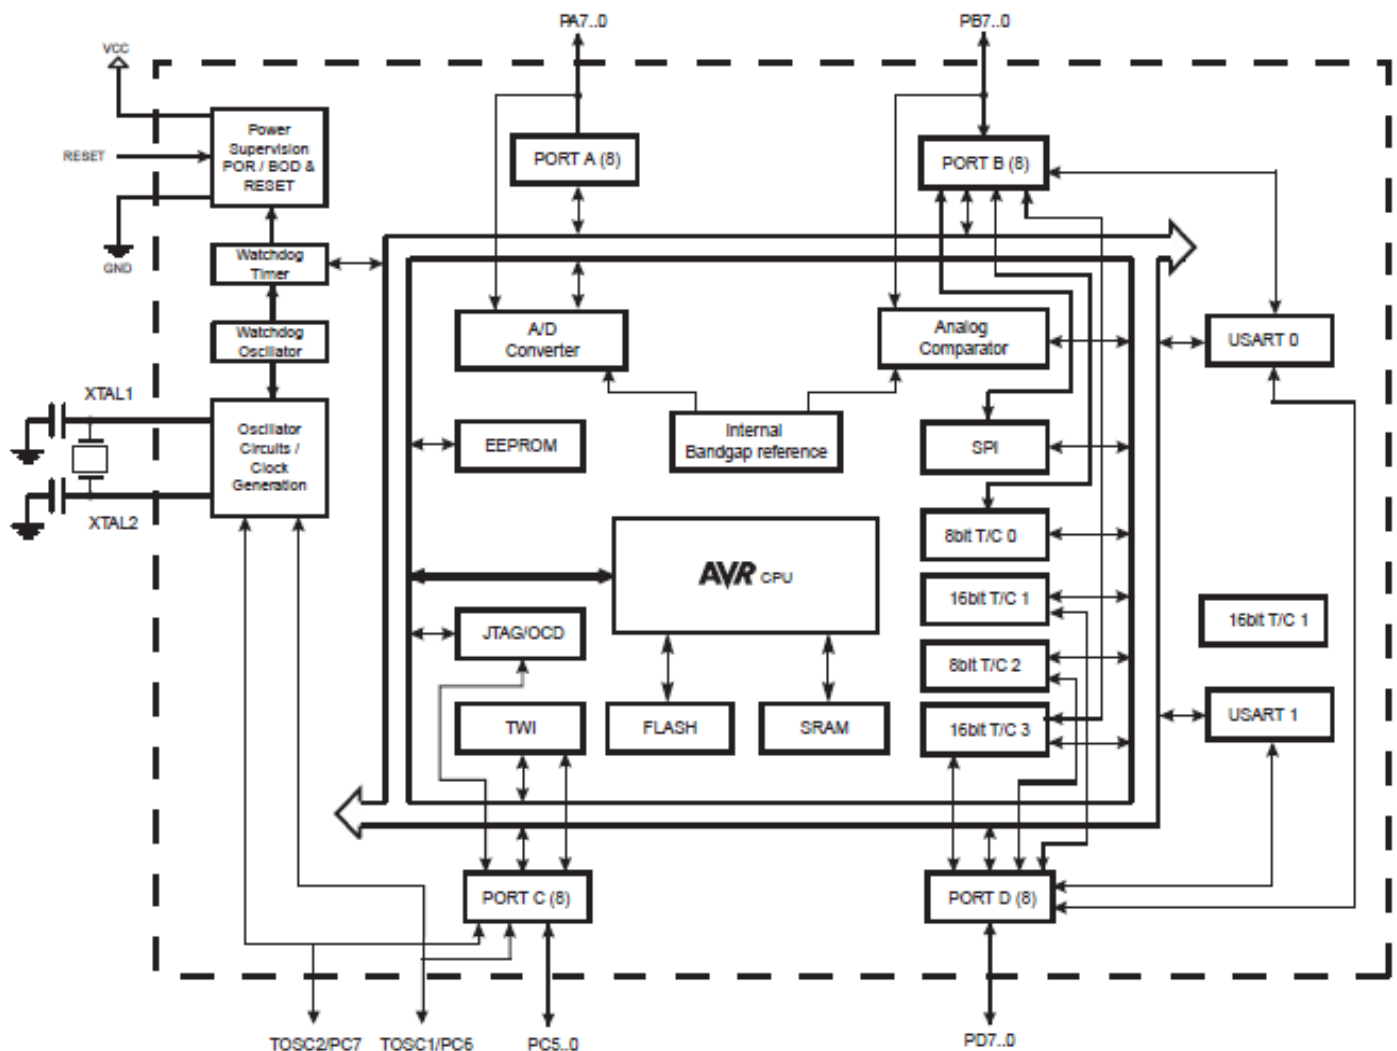 PA7..0
PB7..0
VCC
Power
Supervision
POR / BOD &
RESET
RESET
GND
PORT A (8)
PORT B (8)
Watchdog
Timer
Watchdog
Oscillator
A/D
Converter
Analog
Comparator
USART 0
XTAL1
Oscillator
Circuits /
Clock
Generation
XTAL2
EEPROM
Internal
Bandgap reference
SPI
8bit T/C 0
AVR CPU
16bit T/C 1
16bit T/C 1
JTAG/OCD
8bit T/C 2
TWI
FLASH
SRAM
16bit T/C 3
USART 1
PORT C (8)
PORT D (8)
TOSC2/PC7
TOSC1/PC6
PC5..0
PD7..0